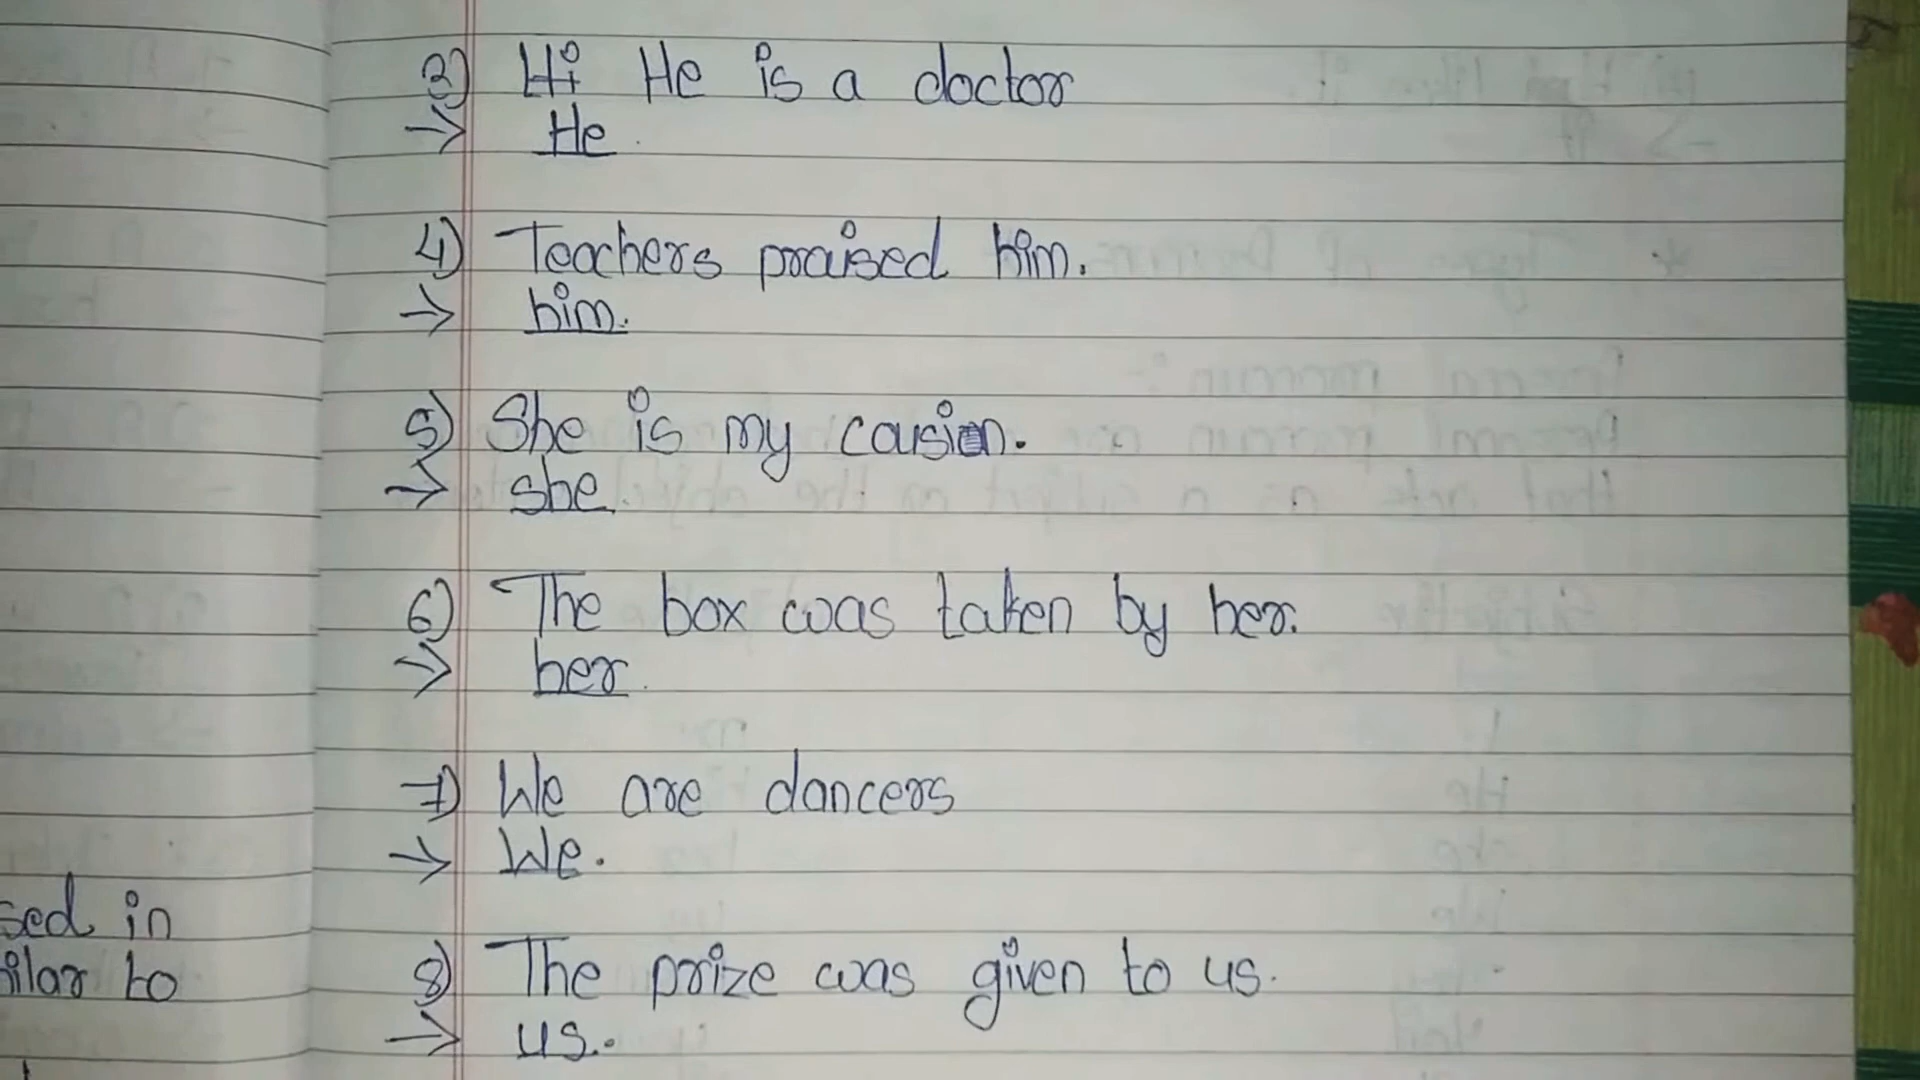 sed in
ilar to
3) Hi He is a doctor
→ He.
4) Teachers praised him.
→ him.
5) She is my cousin.
→ she.
6) The box was taken by her.
→ her.
7) We are dancers
→ We.
8) The prize was given to us.
→ us.